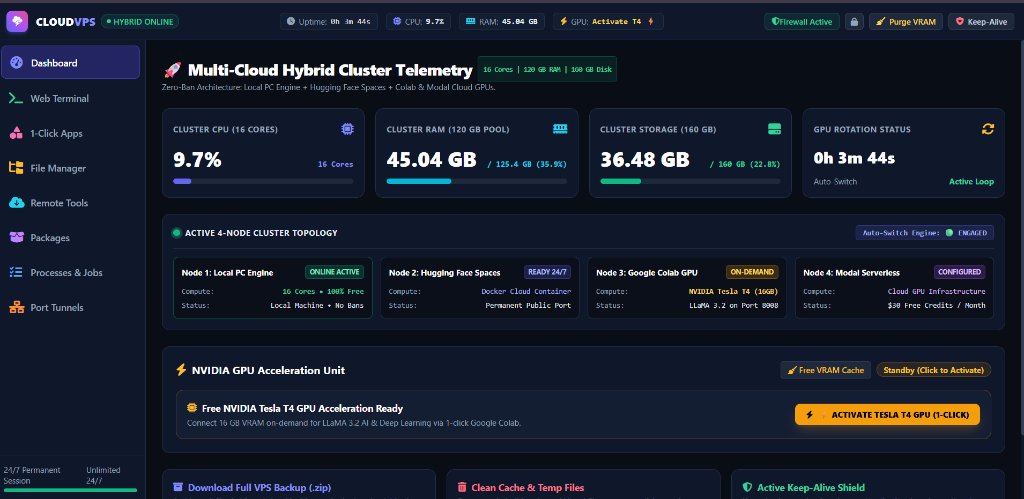 CLOUDVPS HYBRID ONLINE Uptime: 0h 3m 44s CPU: 9.7% RAM: 45.04 GB GPU: Activate T4 Firewall Active Purge VRAM Keep-Alive
Dashboard
Web Terminal
1-Click Apps
File Manager
Remote Tools
Packages
Processes & Jobs
Port Tunnels
24/7 Permanent Session
Unlimited 24/7
Multi-Cloud Hybrid Cluster Telemetry 16 Cores | 120 GB RAM | 160 GB Disk
Zero-Ban Architecture: Local PC Engine + Hugging Face Spaces + Colab & Modal Cloud GPUs.
CLUSTER CPU (16 CORES)
9.7% 16 Cores
CLUSTER RAM (120 GB POOL)
45.04 GB / 125.4 GB (35.9%)
CLUSTER STORAGE (160 GB)
36.48 GB / 160 GB (22.8%)
GPU ROTATION STATUS
0h 3m 44s
Auto-Switch Active Loop
ACTIVE 4-NODE CLUSTER TOPOLOGY Auto-Switch Engine: ENGAGED
Node 1: Local PC Engine ONLINE ACTIVE
Compute: 16 Cores • 100% Free
Status: Local Machine • No Bans
Node 2: Hugging Face Spaces READY 24/7
Compute: Docker Cloud Container
Status: Permanent Public Port
Node 3: Google Colab GPU ON-DEMAND
Compute: NVIDIA Tesla T4 (16GB)
Status: LLaMA 3.2 on Port 8008
Node 4: Modal Serverless CONFIGURED
Compute: Cloud GPU Infrastructure
Status: $30 Free Credits / Month
NVIDIA GPU Acceleration Unit Free VRAM Cache Standby (Click to Activate)
Free NVIDIA Tesla T4 GPU Acceleration Ready
Connect 16 GB VRAM on-demand for LLaMA 3.2 AI & Deep Learning via 1-click Google Colab.
ACTIVATE TESLA T4 GPU (1-CLICK)
Download Full VPS Backup (.zip)
Clean Cache & Temp Files
Active Keep-Alive Shield